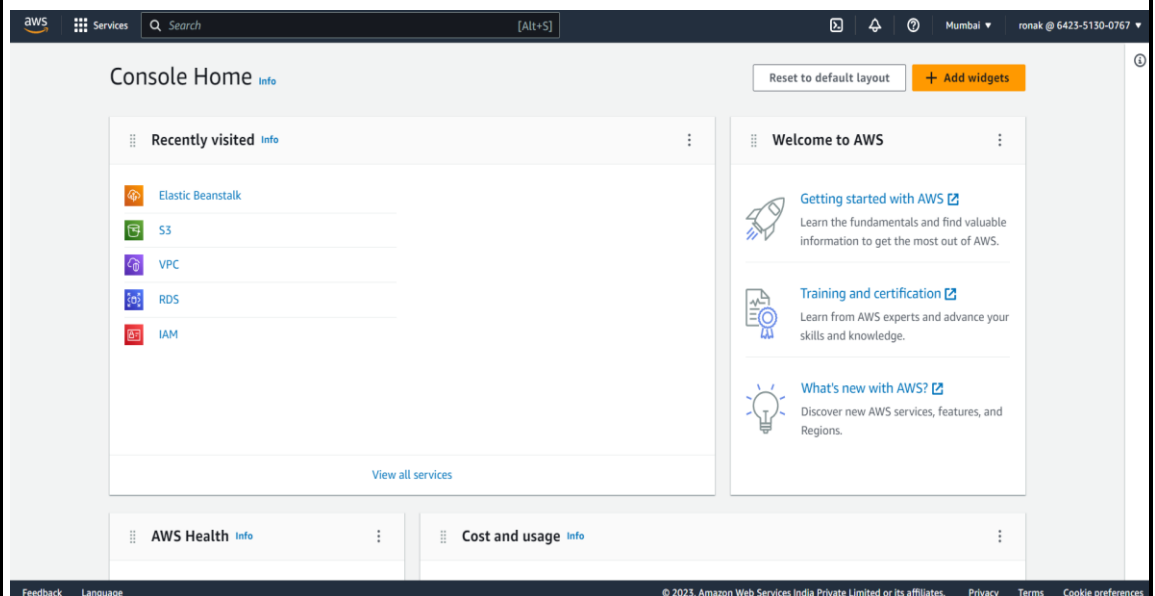 aws
Services
Search [Alt+S]
Mumbai ▼
ronak @ 6423-5130-0767 ▼
Console Home Info
Reset to default layout
+ Add widgets
Recently visited Info
Elastic Beanstalk
S3
VPC
RDS
IAM
View all services
Welcome to AWS
Getting started with AWS
Learn the fundamentals and find valuable
information to get the most out of AWS.
Training and certification
Learn from AWS experts and advance your
skills and knowledge.
What's new with AWS?
Discover new AWS services, features, and
Regions.
AWS Health Info
Cost and usage Info
Feedback Language
© 2023, Amazon Web Services India Private Limited or its affiliates. Privacy Terms Cookie preferences